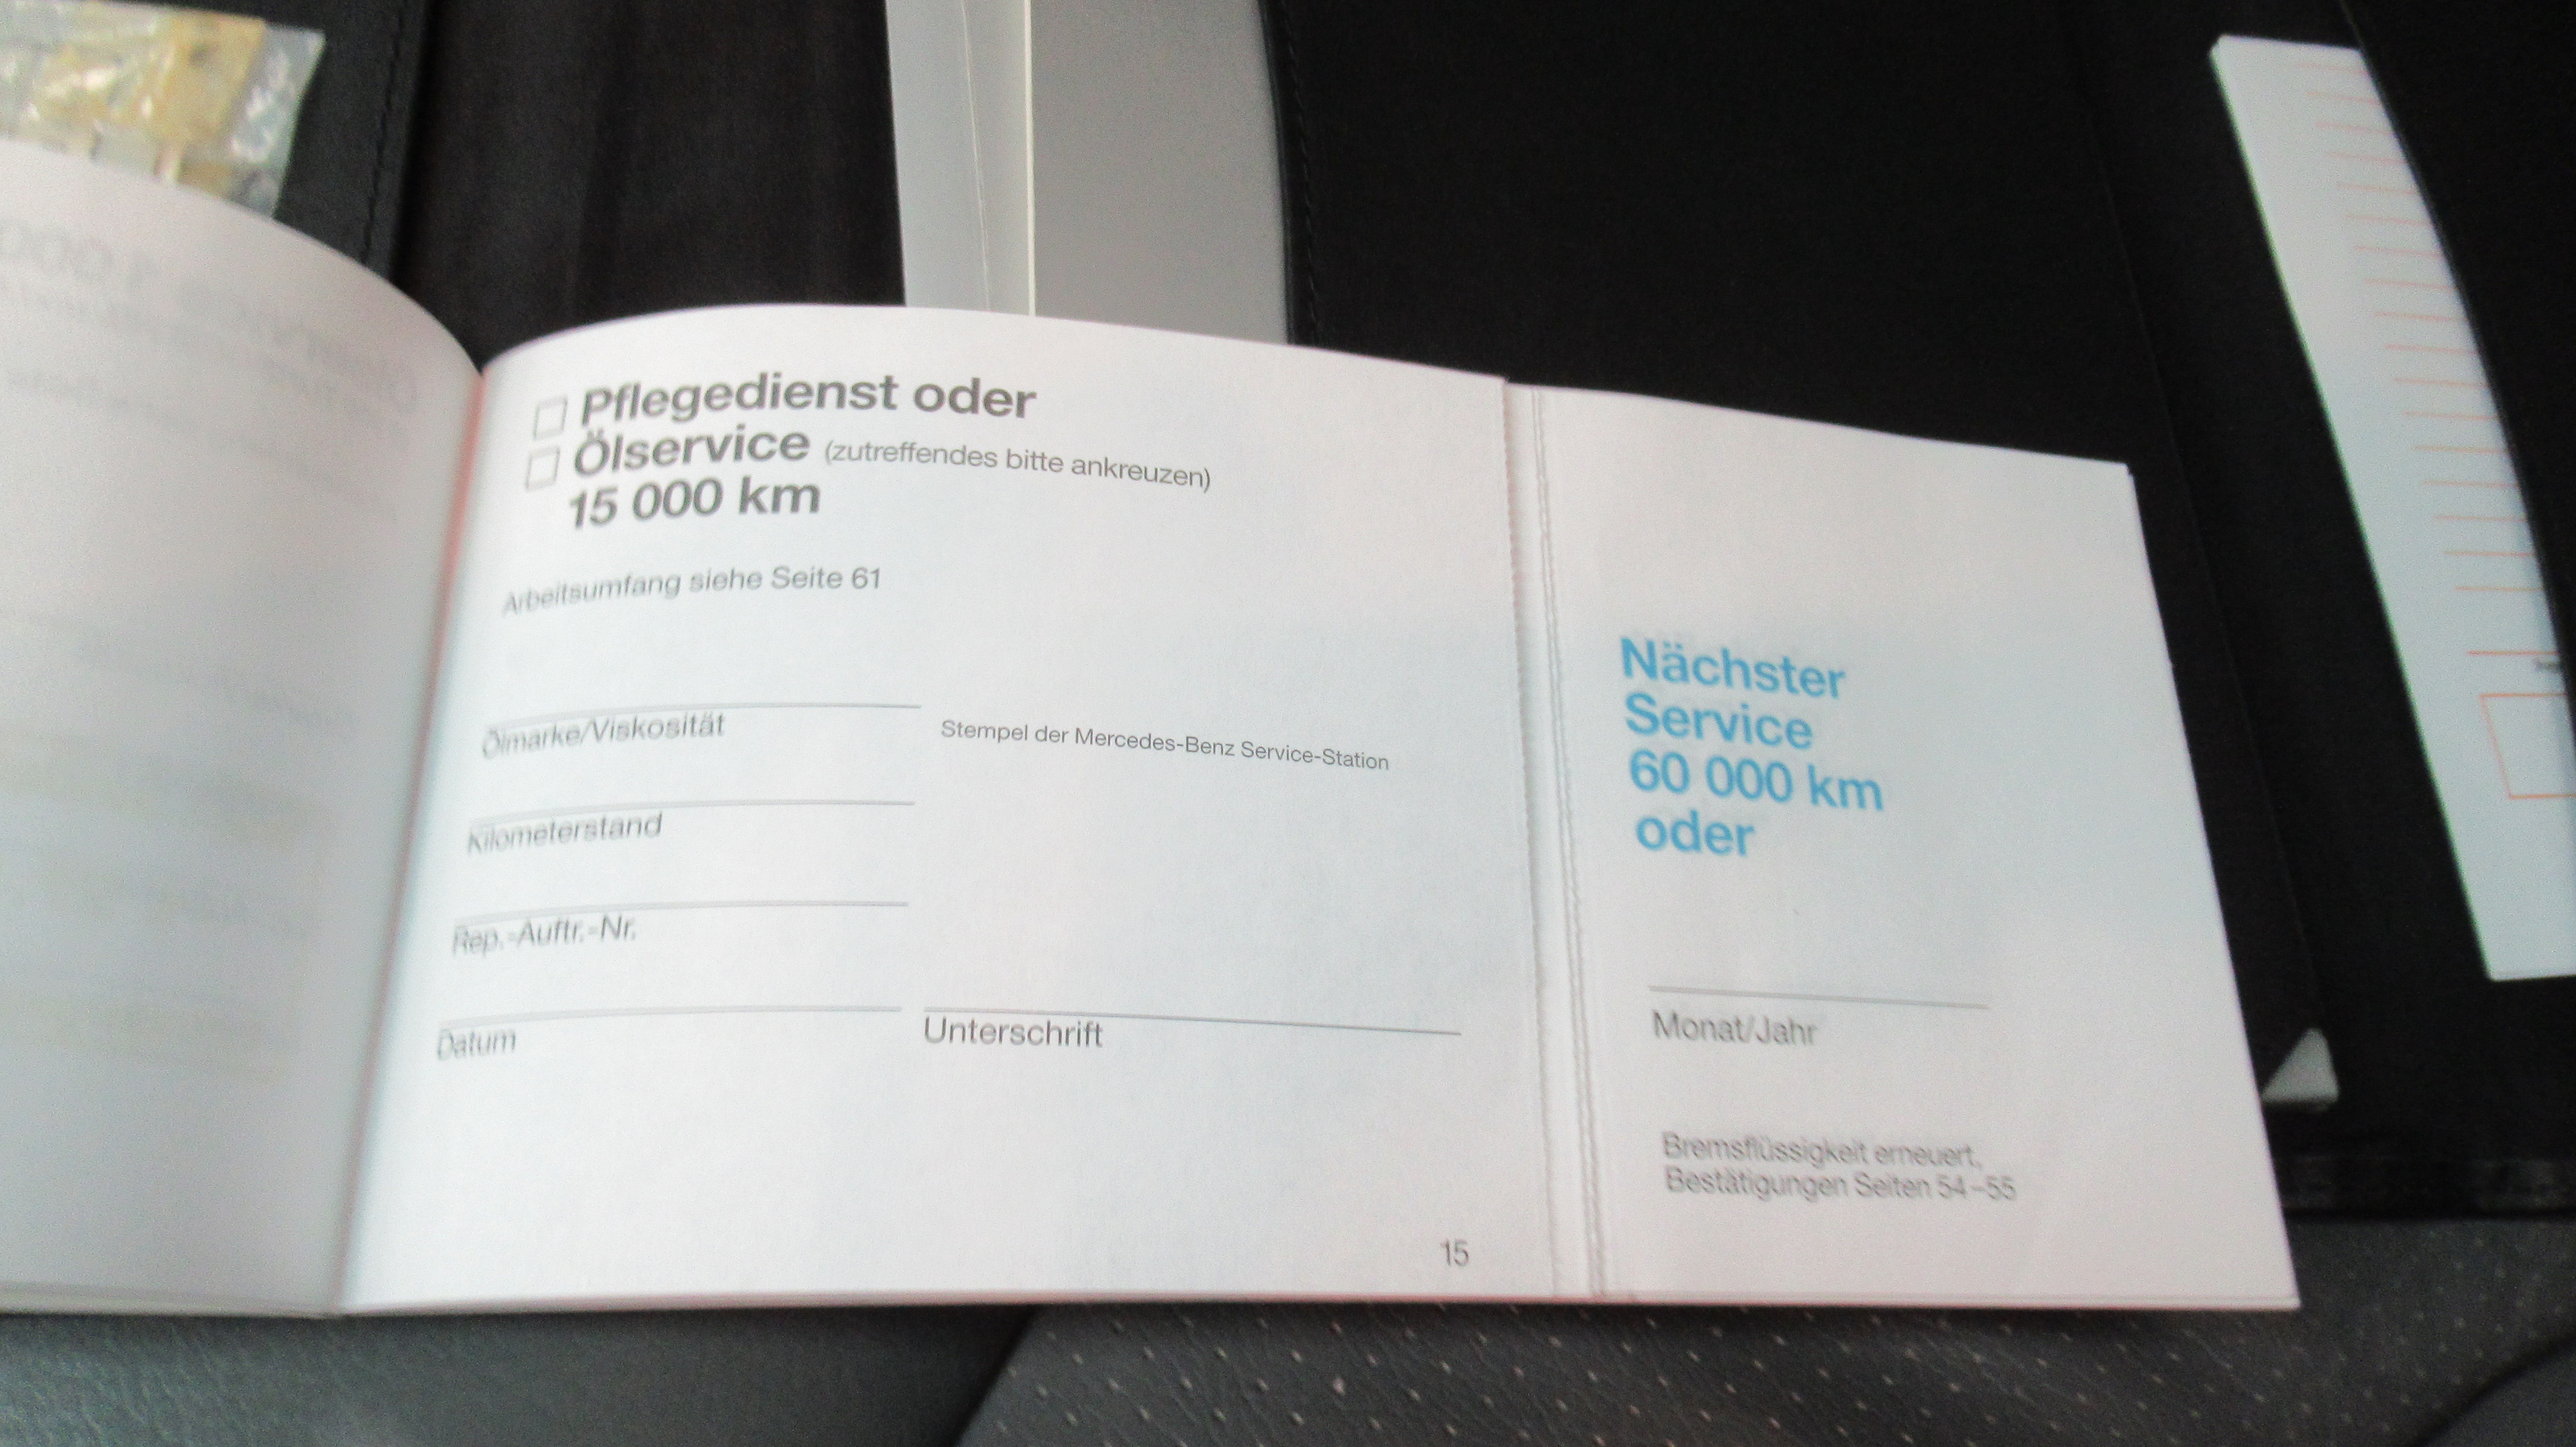 Pflegedienst oder
Ölservice (zutreffendes bitte ankreuzen)
15 000 km
Arbeitsumfang siehe Seite 61
Ölmarke/Viskosität
Stempel der Mercedes-Benz Service-Station
Kilometerstand
Rep.-Auftr.-Nr.
Datum
Unterschrift
15
Nächster
Service
60 000 km
oder
Monat/Jahr
Bremsflüssigkeit erneuert,
Bestätigungen Seiten 54–55